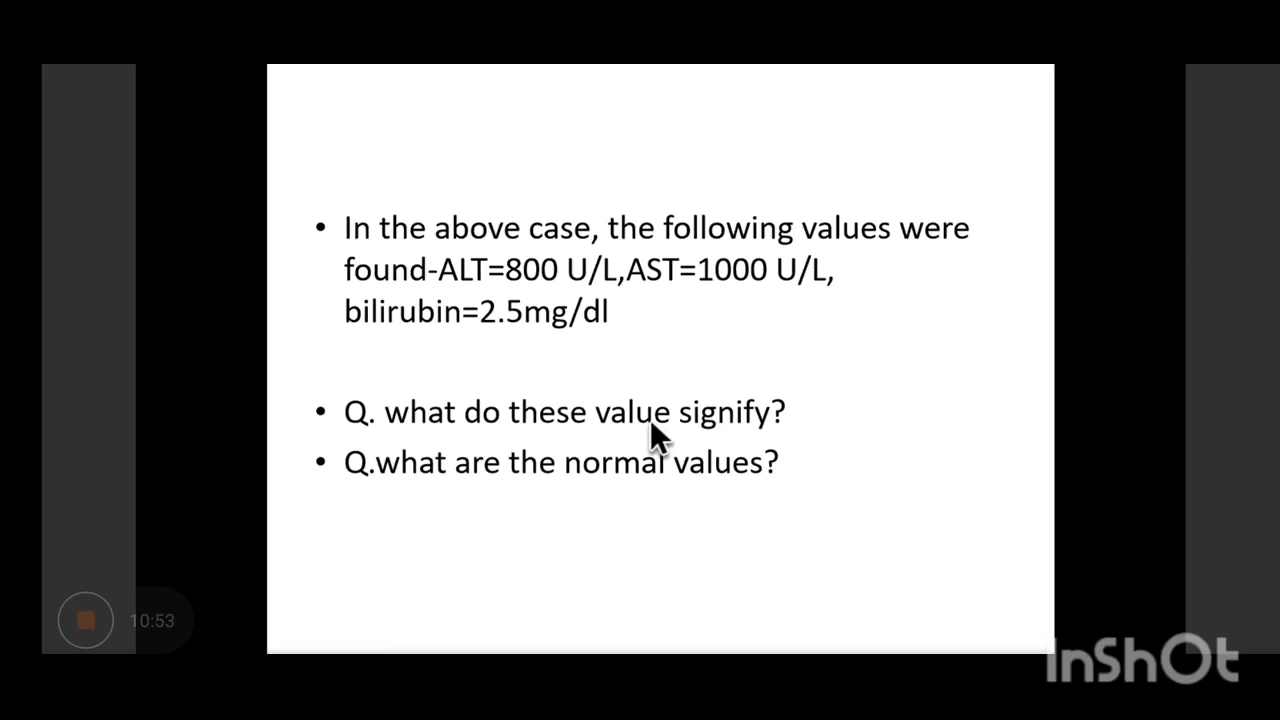 • In the above case, the following values were
found-ALT=800 U/L,AST=1000 U/L,
bilirubin=2.5mg/dl
• Q. what do these value signify?
• Q.what are the normal values?
10:53
InShOt